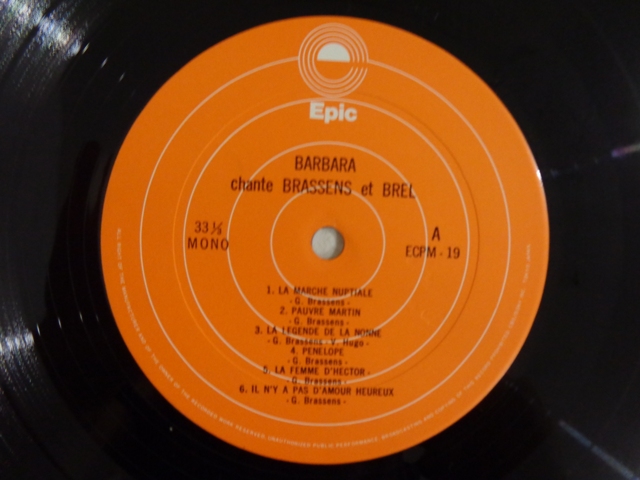 Epic
BARBARA
chante BRASSENS et BREL
33⅓
MONO
A
ECPM-19
1. LA MARCHE NUPTIALE
- G. Brassens -
2. PAUVRE MARTIN
- G. Brassens -
3. LA LEGENDE DE LA NONNE
- G. Brassens - V. Hugo -
4. PENELOPE
- G. Brassens -
5. LA FEMME D'HECTOR
- G. Brassens -
6. IL N'Y A PAS D'AMOUR HEUREUX
- G. Brassens -